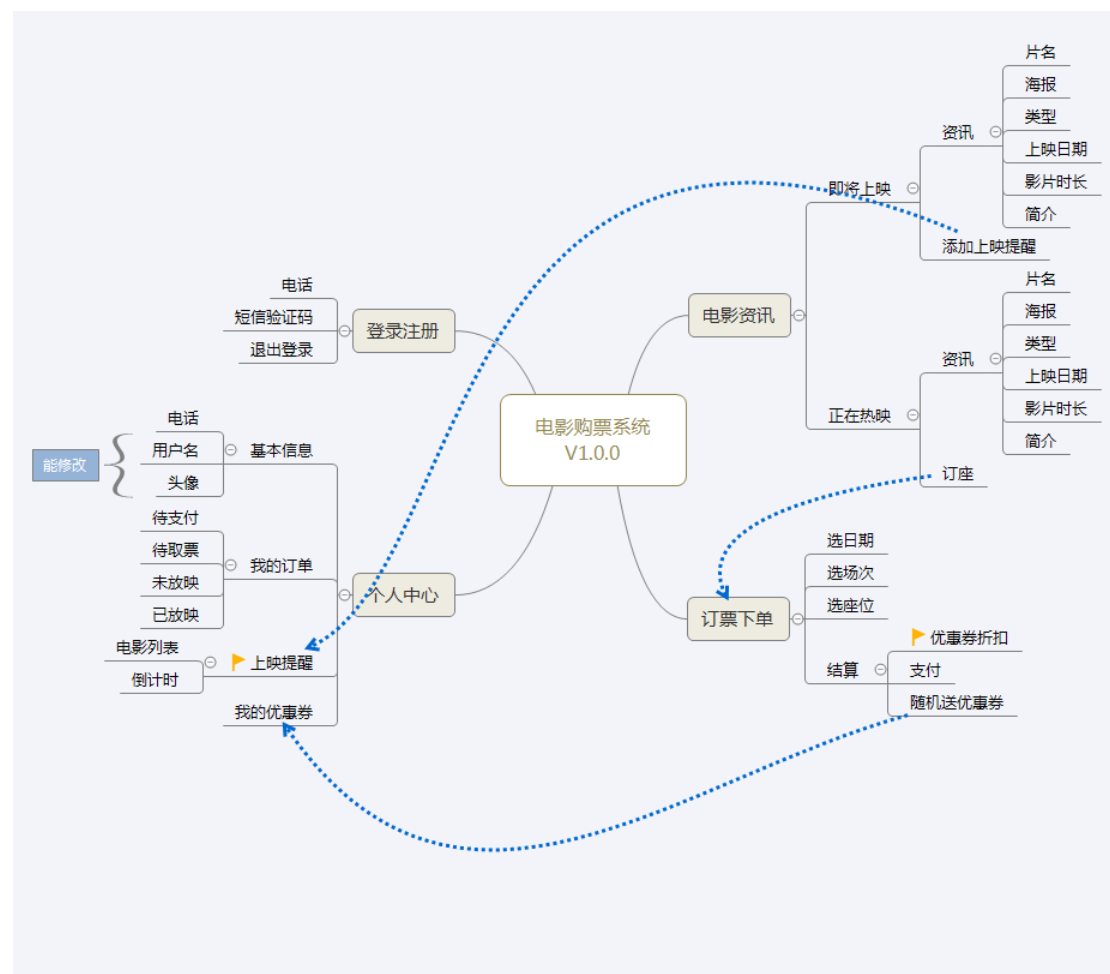 电影购票系统
V1.0.0
电影资讯
即将上映
资讯
片名
海报
类型
上映日期
影片时长
简介
添加上映提醒
正在热映
资讯
片名
海报
类型
上映日期
影片时长
简介
订座
订票下单
选日期
选场次
选座位
结算
优惠券折扣
支付
随机送优惠券
登录注册
电话
短信验证码
退出登录
个人中心
基本信息
电话
用户名
头像
能修改
我的订单
待支付
待取票
未放映
已放映
上映提醒
电影列表
倒计时
我的优惠券